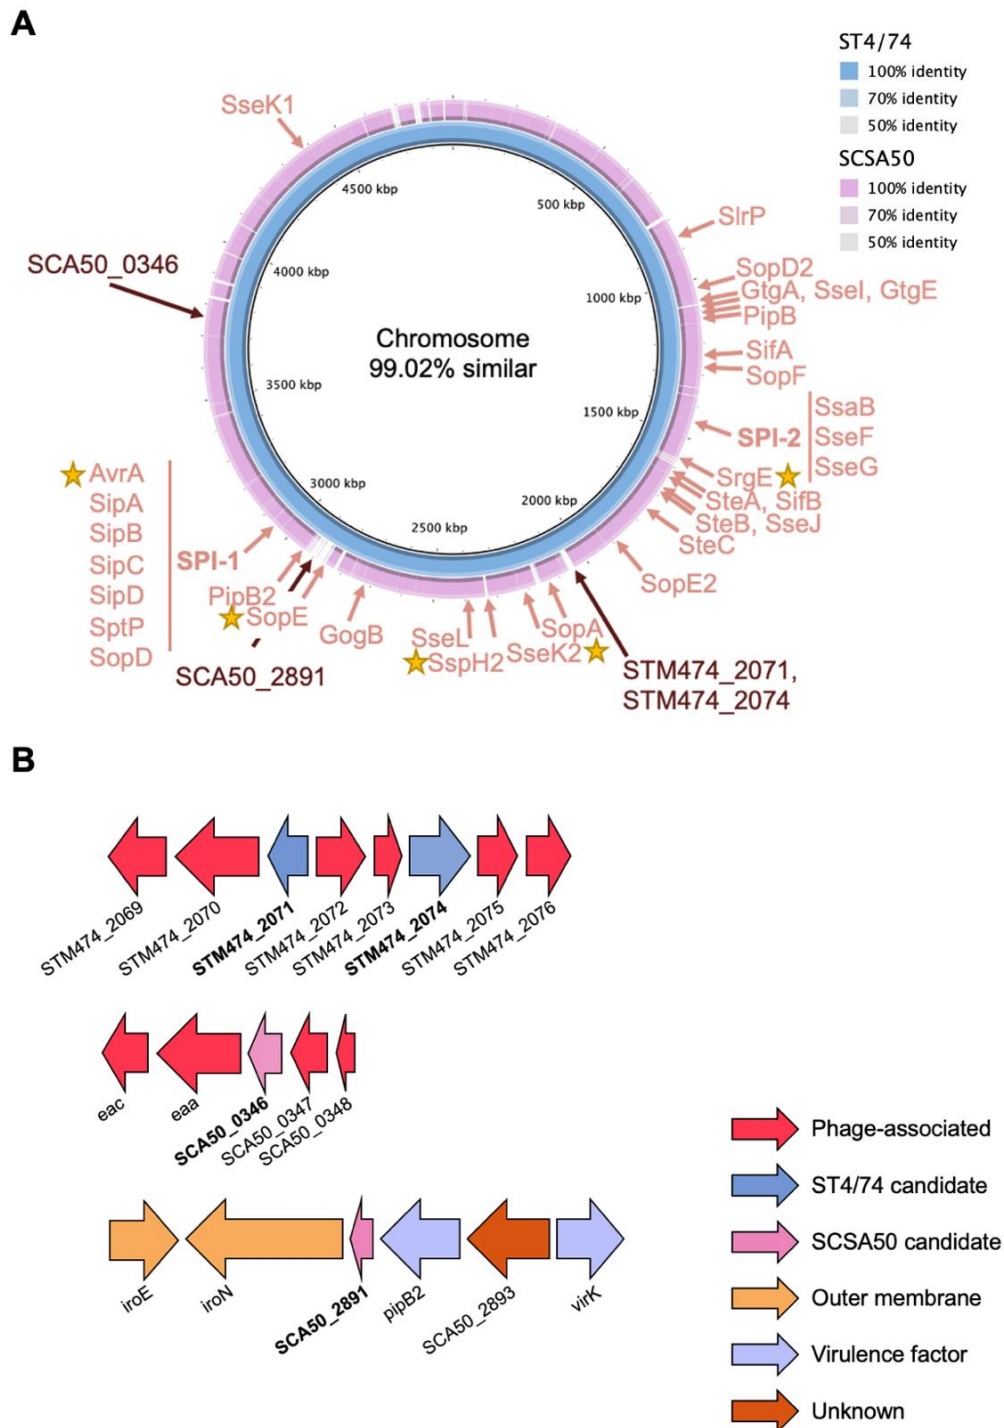 A
ST4/74
100% identity
70% identity
50% identity
SCSA50
100% identity
70% identity
50% identity
SseK1
4500 kbp
500 kbp
SlrP
SCA50_0346
4000 kbp
1000 kbp
SopD2
GtgA, SseI, GtgE
PipB
Chromosome
99.02% similar
SifA
SopF
3500 kbp
1500 kbp
SPI-2
SsaB
SseF
SseG
AvrA
SipA
SipB
SipC
SipD
SptP
SopD
SPI-1
3000 kbp
2500 kbp
2000 kbp
SrgE
SteA, SifB
SteB, SseJ
SteC
SopE2
PipB2
SopE
SCA50_2891
GogB
SseL
SspH2
SseK2
SopA
STM474_2071,
STM474_2074
B
STM474_2069
STM474_2070
STM474_2071
STM474_2072
STM474_2073
STM474_2074
STM474_2075
STM474_2076
eac
eaa
SCA50_0346
SCA50_0347
SCA50_0348
iroE
iroN
SCA50_2891
pipB2
SCA50_2893
virK
Phage-associated
ST4/74 candidate
SCSA50 candidate
Outer membrane
Virulence factor
Unknown